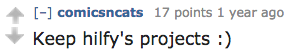 [–] comicsncats 17 points 1 year ago
Keep hilfy's projects :)